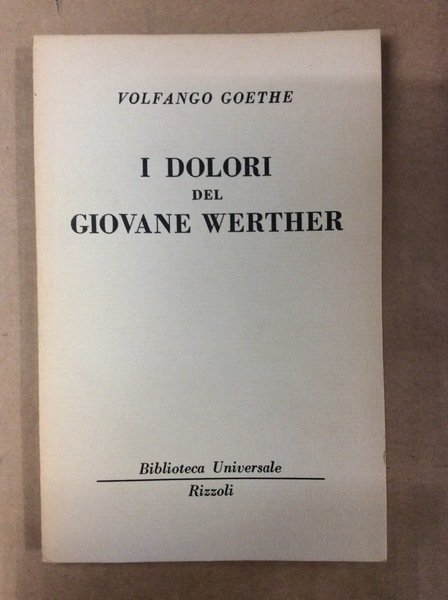 VOLFANGO GOETHE
I DOLORI
DEL
GIOVANE WERTHER
Biblioteca Universale
Rizzoli